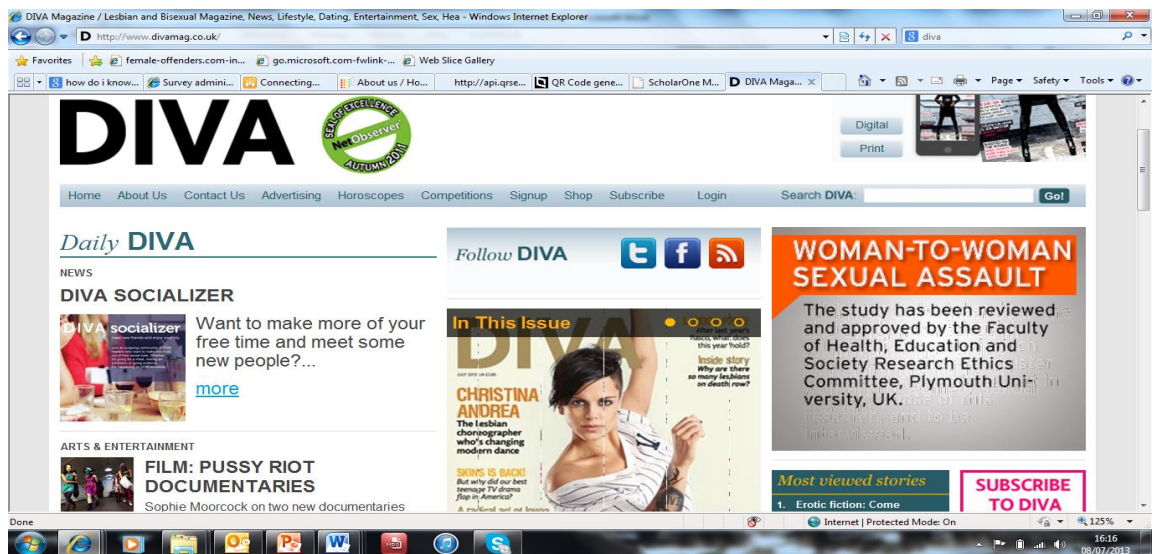 DIVA Magazine / Lesbian and Bisexual Magazine, News, Lifestyle, Dating, Entertainment, Sex, Hea - Windows Internet Explorer
http://www.divamag.co.uk/
diva
Favorites
female-offenders.com-in...
go.microsoft.com-fwlink-...
Web Slice Gallery
how do i know...
Survey admini...
Connecting...
About us / Ho...
http://api.qrse...
QR Code gene...
ScholarOne M...
DIVA Maga...
Page
Safety
Tools
DIVA
SEAL OF EXCELLENCE
NetObserver
AUTUMN 2011
Digital
Print
Home About Us Contact Us Advertising Horoscopes Competitions Signup Shop Subscribe Login
Search DIVA:
Go!
Daily DIVA
NEWS
DIVA SOCIALIZER
DIVA socializer
Want to make more of your
free time and meet some
new people?...
more
ARTS & ENTERTAINMENT
FILM: PUSSY RIOT
DOCUMENTARIES
Sophie Moorcock on two new documentaries
Follow DIVA
In This Issue
DIVA
After last year's
fiasco, what does
this year hold?
Inside story
Why are there
so many lesbians
on death row?
CHRISTINA
ANDREA
The lesbian
choreographer
who's changing
modern dance
SKINS IS BACK!
But why did our best
teenage TV drama
flop in America?
WOMAN-TO-WOMAN
SEXUAL ASSAULT
The study has been reviewed
and approved by the Faculty
of Health, Education and
Society Research Ethics
Committee, Plymouth Uni-
versity, UK.
Most viewed stories
1. Erotic fiction: Come
SUBSCRIBE
TO DIVA
Done
Internet | Protected Mode: On
125%
16:16
08/07/2013